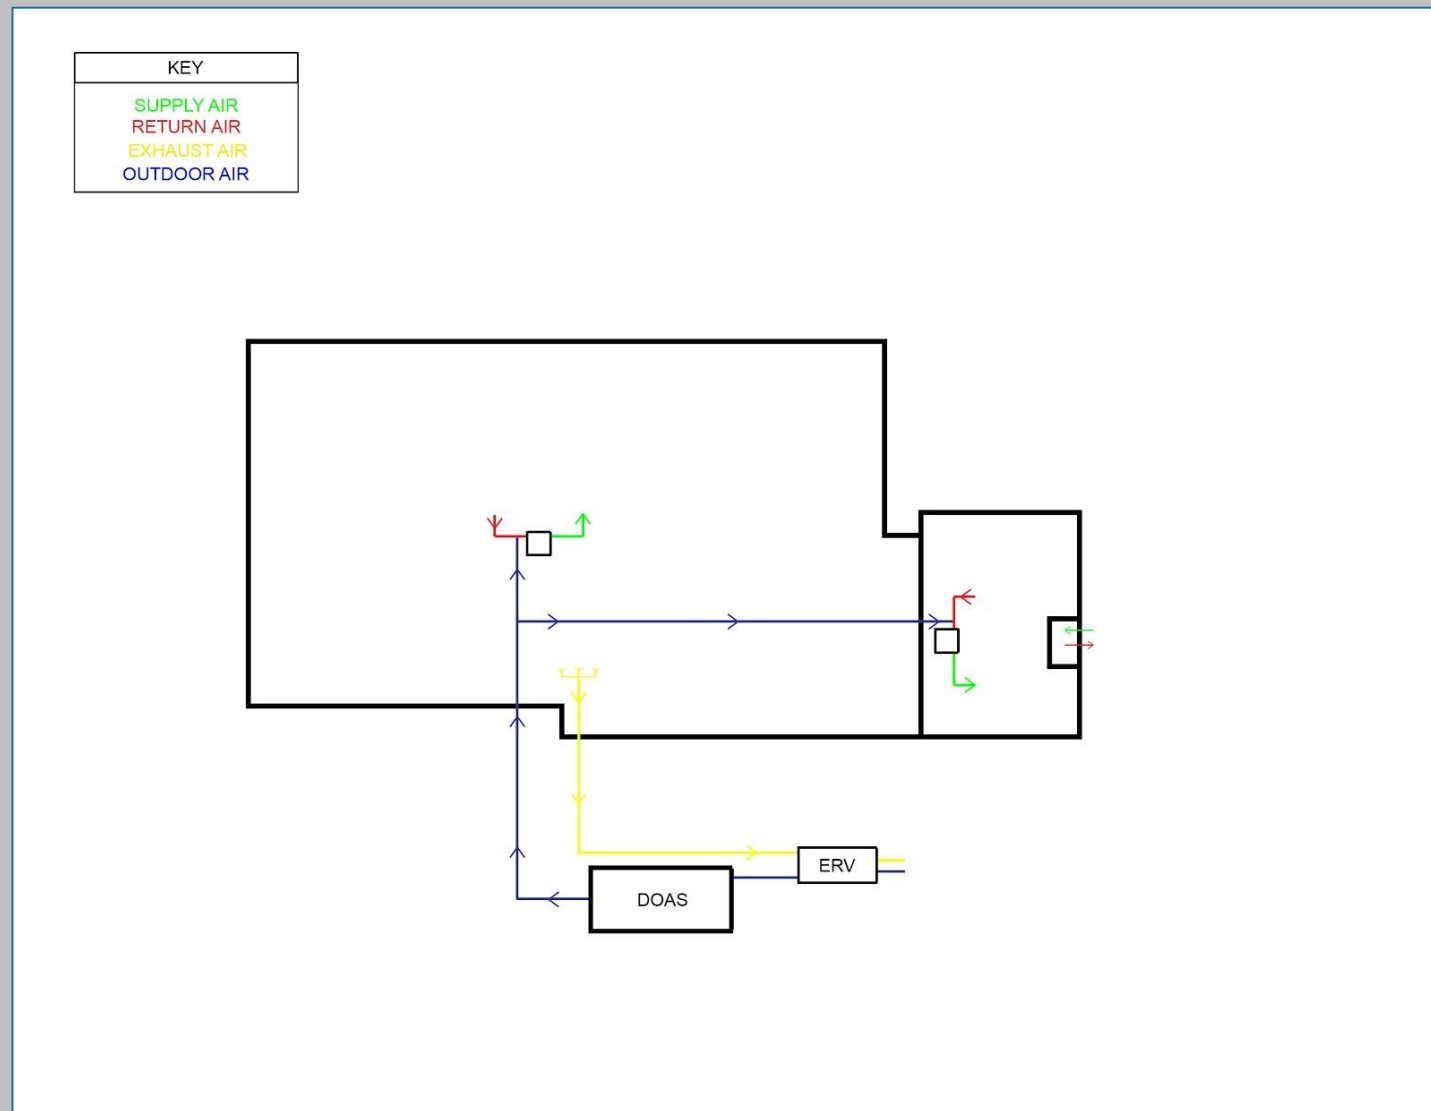 KEY
SUPPLY AIR
RETURN AIR
EXHAUST AIR
OUTDOOR AIR
ERV
DOAS